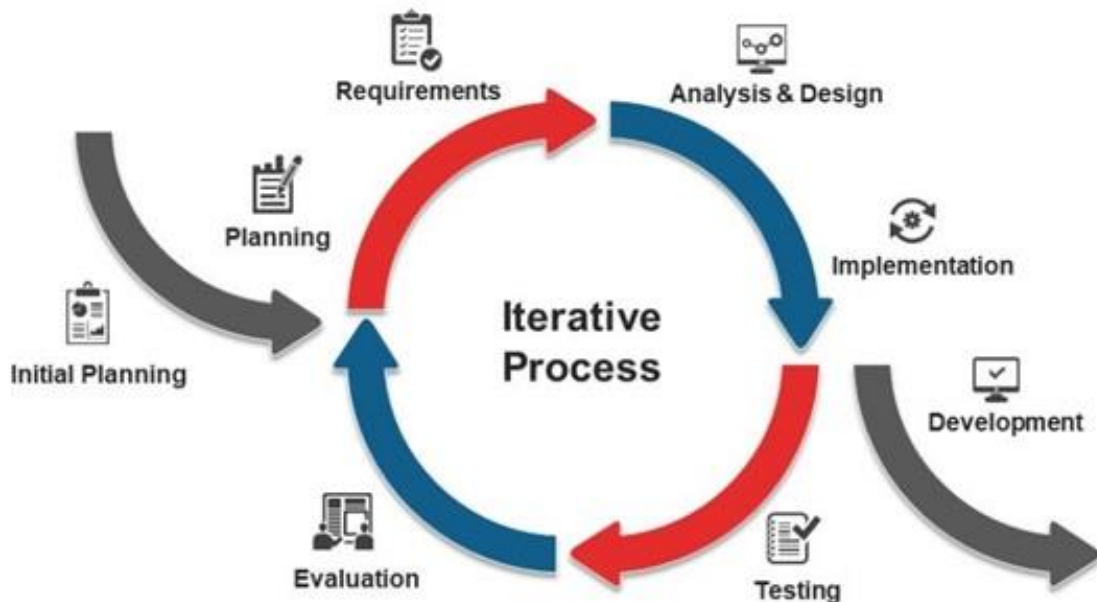 Requirements
Analysis & Design
Planning
Implementation
Iterative
Process
Initial Planning
Development
Evaluation
Testing